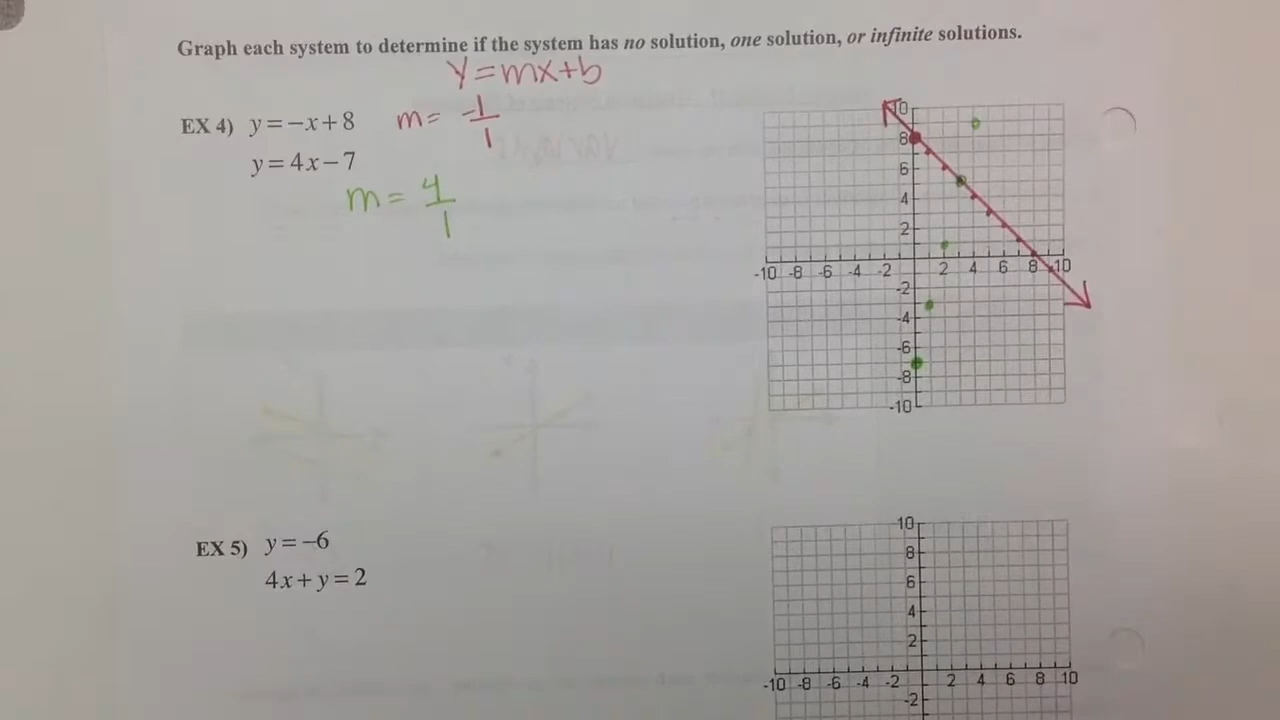 Graph each system to determine if the system has no solution, one solution, or infinite solutions.
y=mx+b
EX 4) y=−x+8 m= -1/1
y=4x−7
m= 4/1
10
8
6
4
2
-10 -8 -6 -4 -2 2 4 6 8 10
-2
-4
-6
-8
-10
EX 5) y=−6
4x+y=2
10
8
6
4
2
-10 -8 -6 -4 -2 2 4 6 8 10
-2